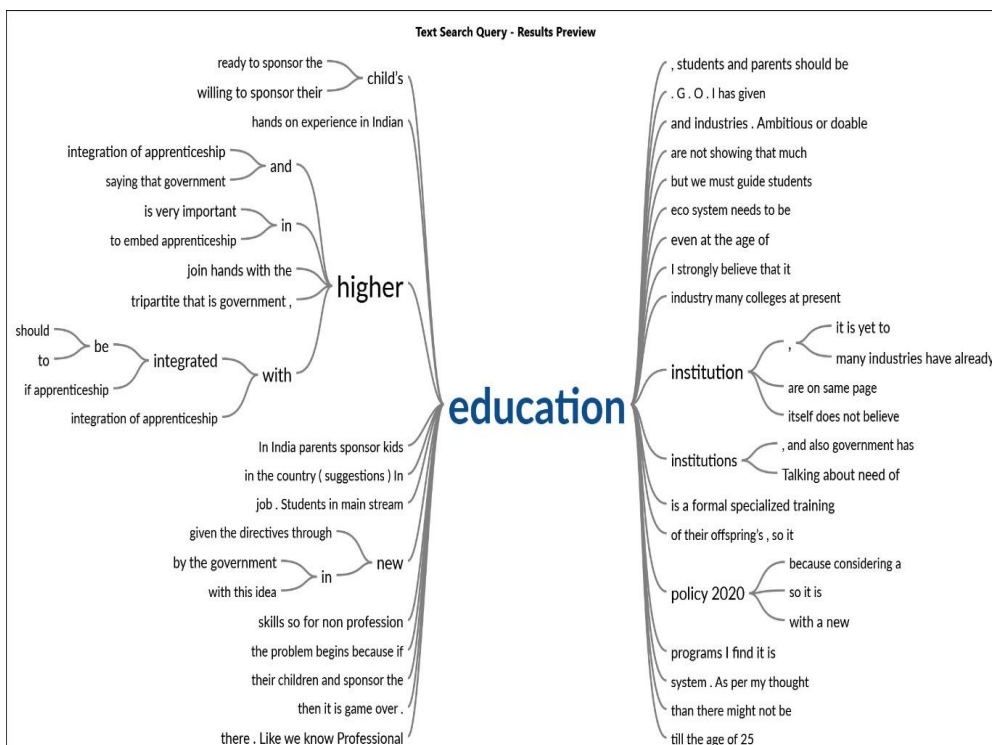 Text Search Query - Results Preview
ready to sponsor the
willing to sponsor their
child's
hands on experience in Indian
integration of apprenticeship
saying that government
and
is very important
to embed apprenticeship
in
join hands with the
tripartite that is government ,
higher
should
to
be
if apprenticeship
integrated
integration of apprenticeship
with
In India parents sponsor kids
in the country ( suggestions ) In
job . Students in main stream
given the directives through
by the government
with this idea
in
new
skills so for non profession
the problem begins because if
their children and sponsor the
then it is game over .
there . Like we know Professional
education
, students and parents should be
. G . O . I has given
and industries . Ambitious or doable
are not showing that much
but we must guide students
eco system needs to be
even at the age of
I strongly believe that it
industry many colleges at present
institution
,
it is yet to
many industries have already
are on same page
itself does not believe
institutions
, and also government has
Talking about need of
is a formal specialized training
of their offspring's , so it
policy 2020
because considering a
so it is
with a new
programs I find it is
system . As per my thought
than there might not be
till the age of 25